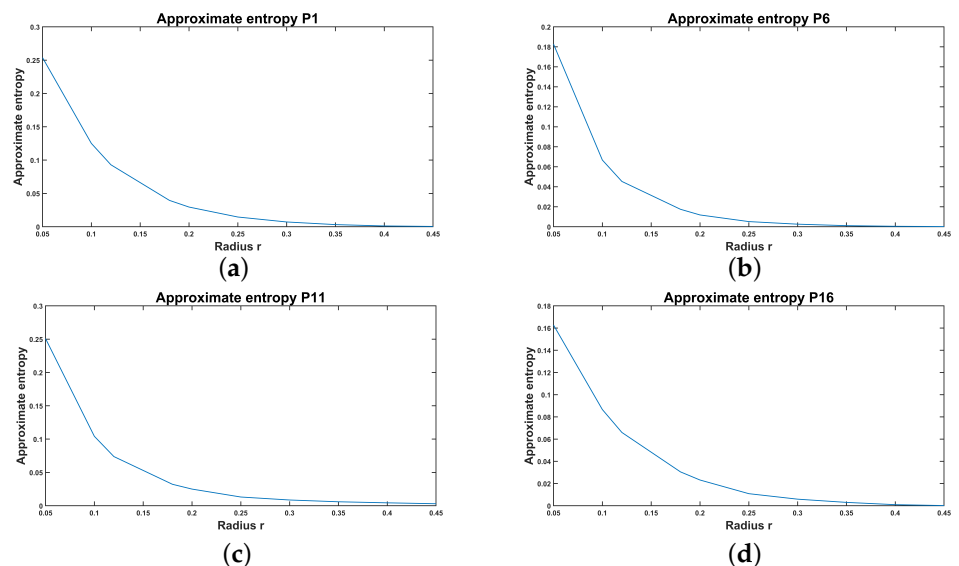 Approximate entropy P1
0.3
0.25
0.2
0.15
0.1
0.05
0
Approximate entropy
0.05 0.1 0.15 0.2 0.25 0.3 0.35 0.4 0.45
Radius r
(a)
Approximate entropy P6
0.2
0.18
0.16
0.14
0.12
0.1
0.08
0.06
0.04
0.02
0
Approximate entropy
0.05 0.1 0.15 0.2 0.25 0.3 0.35 0.4 0.45
Radius r
(b)
Approximate entropy P11
0.3
0.25
0.2
0.15
0.1
0.05
0
Approximate entropy
0.05 0.1 0.15 0.2 0.25 0.3 0.35 0.4 0.45
Radius r
(c)
Approximate entropy P16
0.18
0.16
0.14
0.12
0.1
0.08
0.06
0.04
0.02
0
Approximate entropy
0.05 0.1 0.15 0.2 0.25 0.3 0.35 0.4 0.45
Radius r
(d)